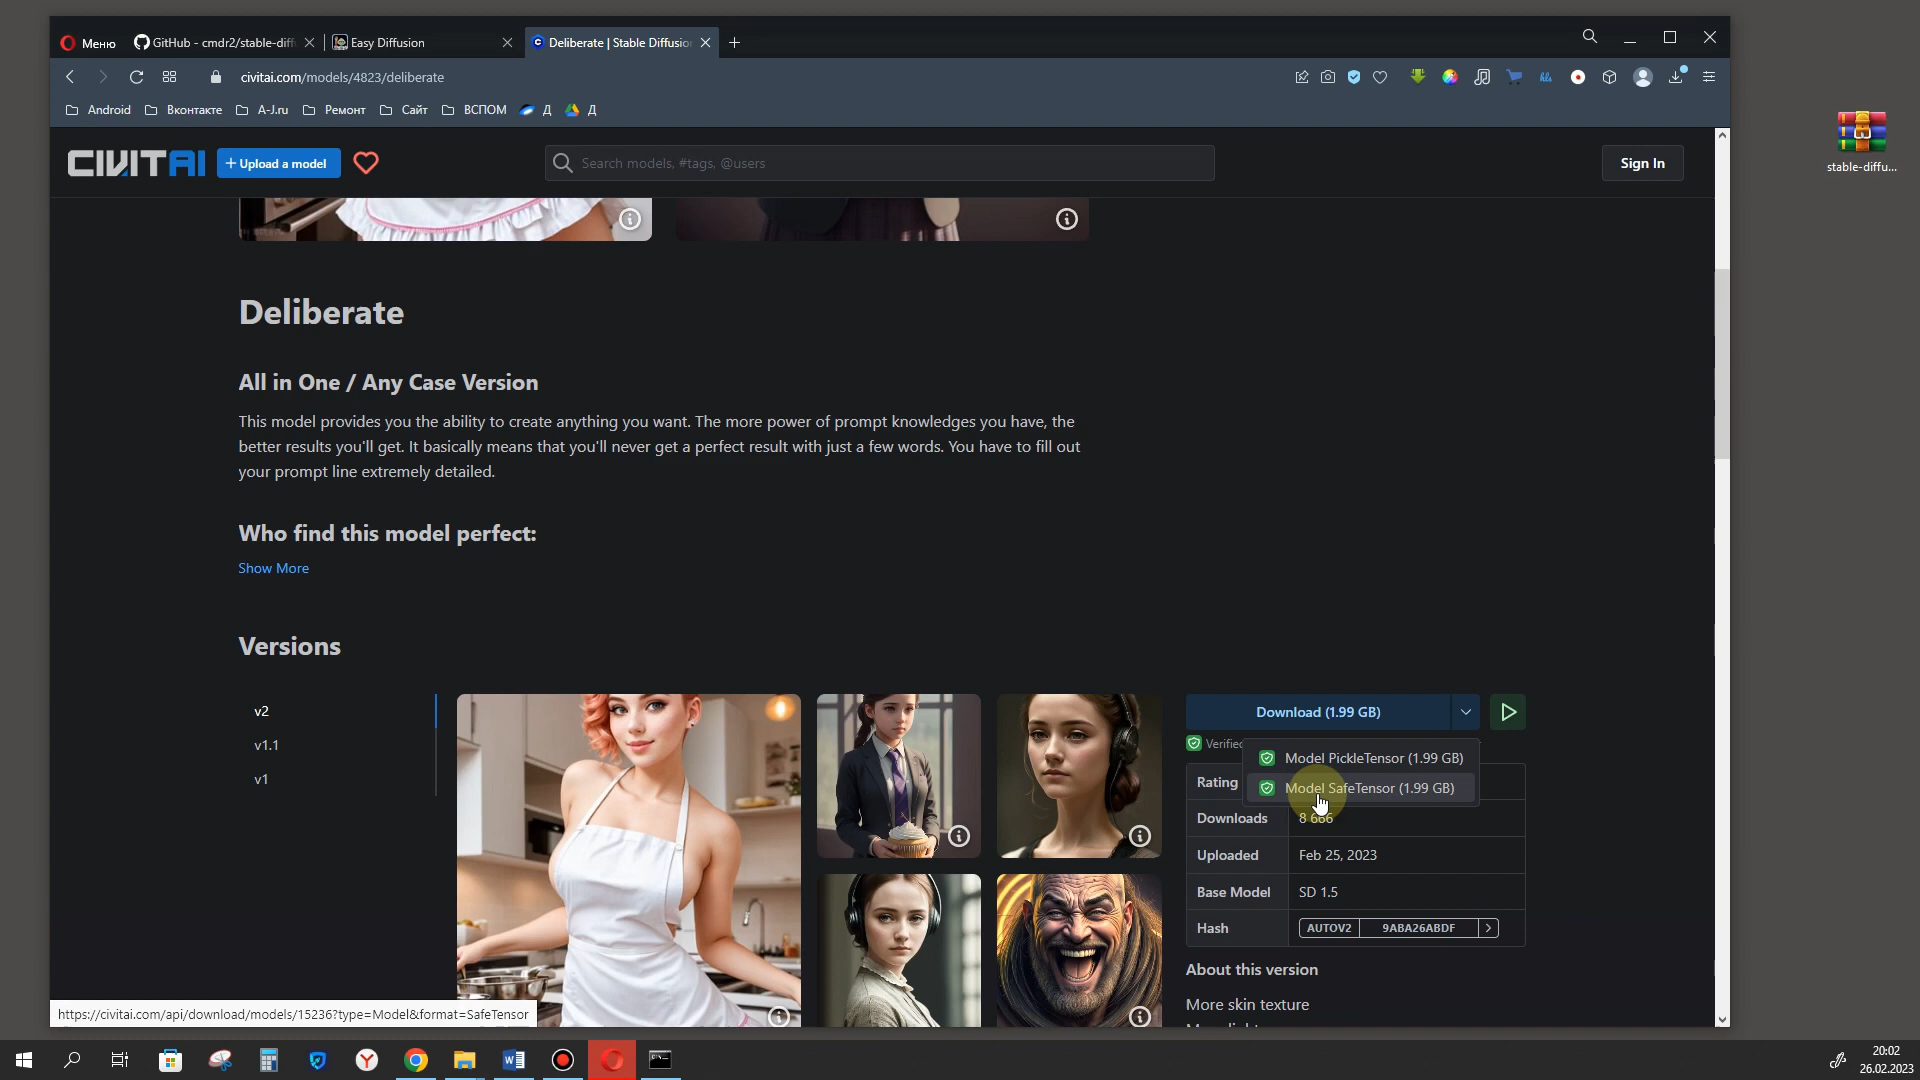 Меню
GitHub - cmdr2/stable-diff
Easy Diffusion
Deliberate | Stable Diffusion
civitai.com/models/4823/deliberate
Android
Вконтакте
A-J.ru
Ремонт
Сайт
ВСПОМ
Д
Д
stable-diffu...
CIVITAI
+ Upload a model
Search models, #tags, @users
Sign In
Deliberate
All in One / Any Case Version
This model provides you the ability to create anything you want. The more power of prompt knowledges you have, the
better results you'll get. It basically means that you'll never get a perfect result with just a few words. You have to fill out
your prompt line extremely detailed.
Who find this model perfect:
Show More
Versions
v2
v1.1
v1
Download (1.99 GB)
Verified
Model PickleTensor (1.99 GB)
Model SafeTensor (1.99 GB)
Rating
Downloads
8 666
Uploaded
Feb 25, 2023
Base Model
SD 1.5
Hash
AUTOV2
9ABA26ABDF
About this version
More skin texture
https://civitai.com/api/download/models/15236?type=Model&format=SafeTensor
20:02
26.02.2023